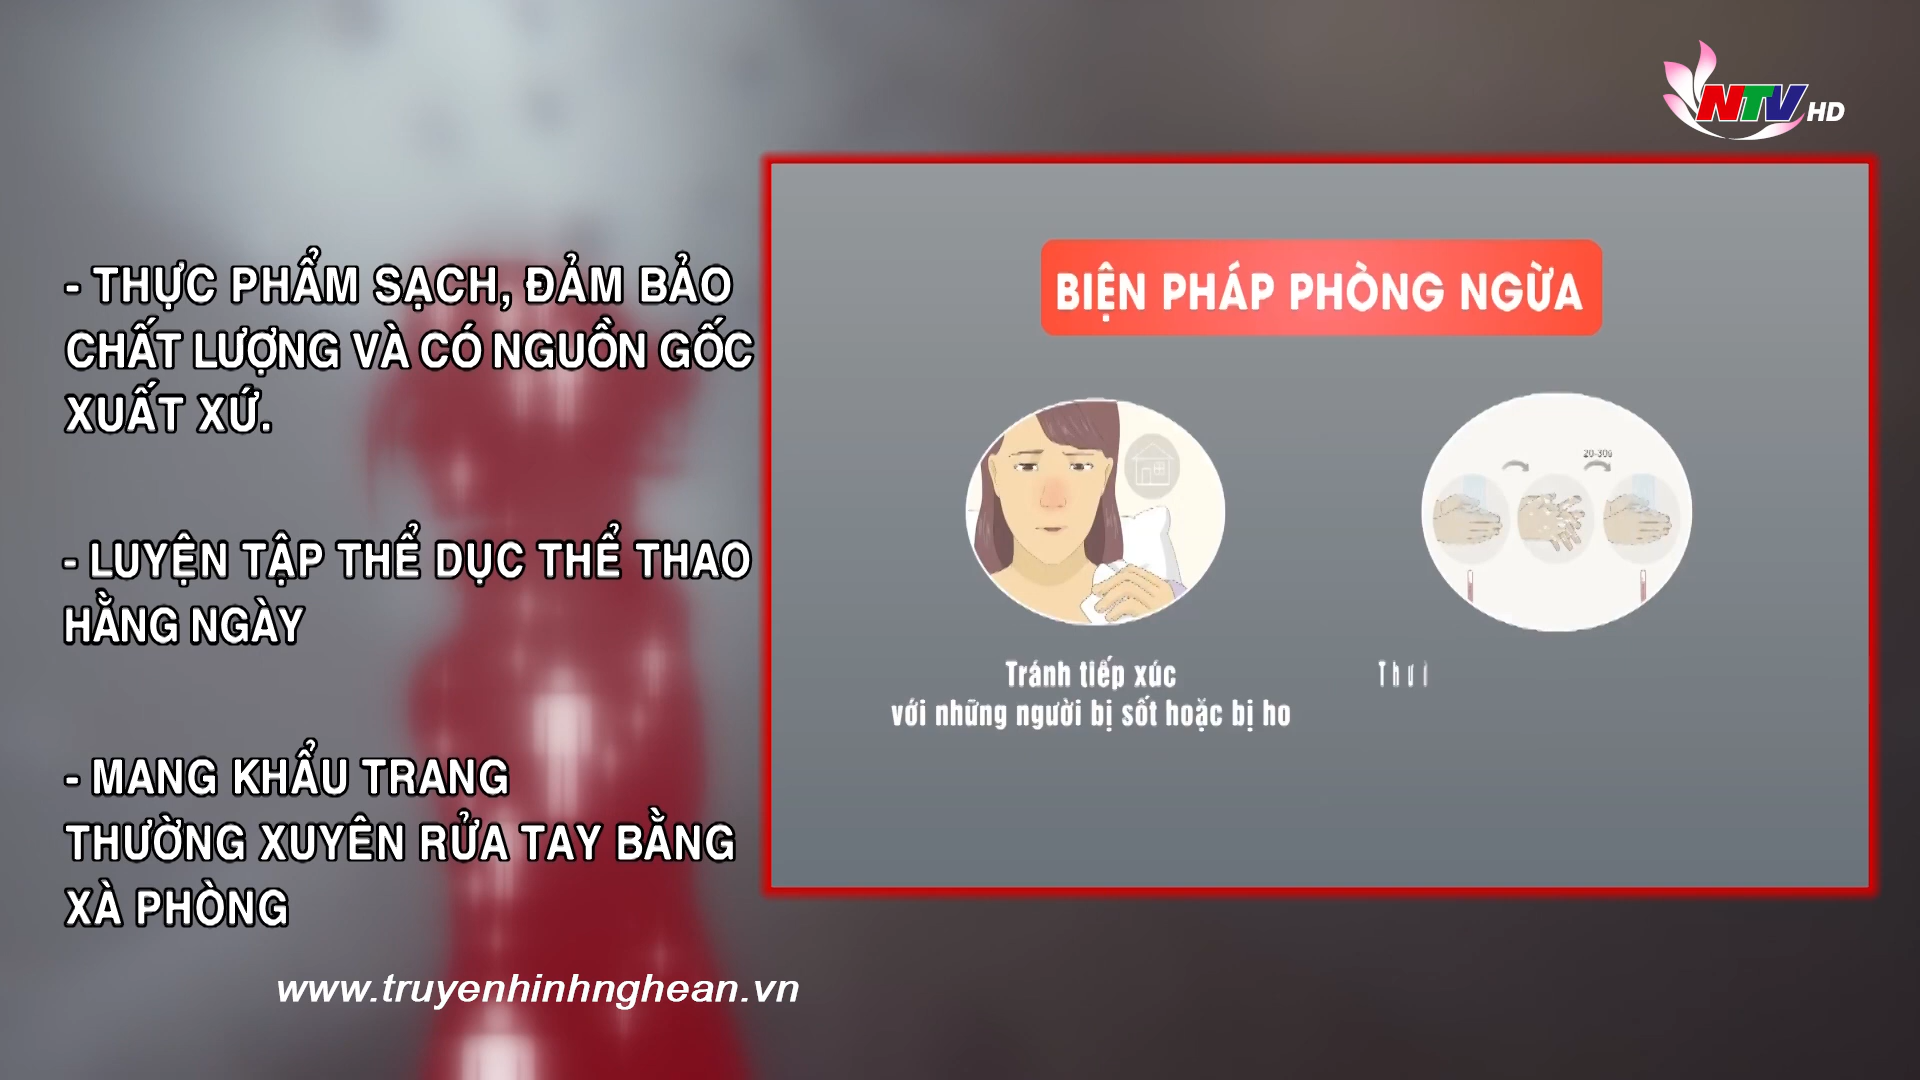 NTV HD
- THỰC PHẨM SẠCH, ĐẢM BẢO
CHẤT LƯỢNG VÀ CÓ NGUỒN GỐC
XUẤT XỨ.
- LUYỆN TẬP THỂ DỤC THỂ THAO
HẰNG NGÀY
- MANG KHẨU TRANG
THƯỜNG XUYÊN RỬA TAY BẰNG
XÀ PHÒNG
BIỆN PHÁP PHÒNG NGỪA
20-30g
Tránh tiếp xúc
với những người bị sốt hoặc bị ho
www.truyenhinhnghean.vn